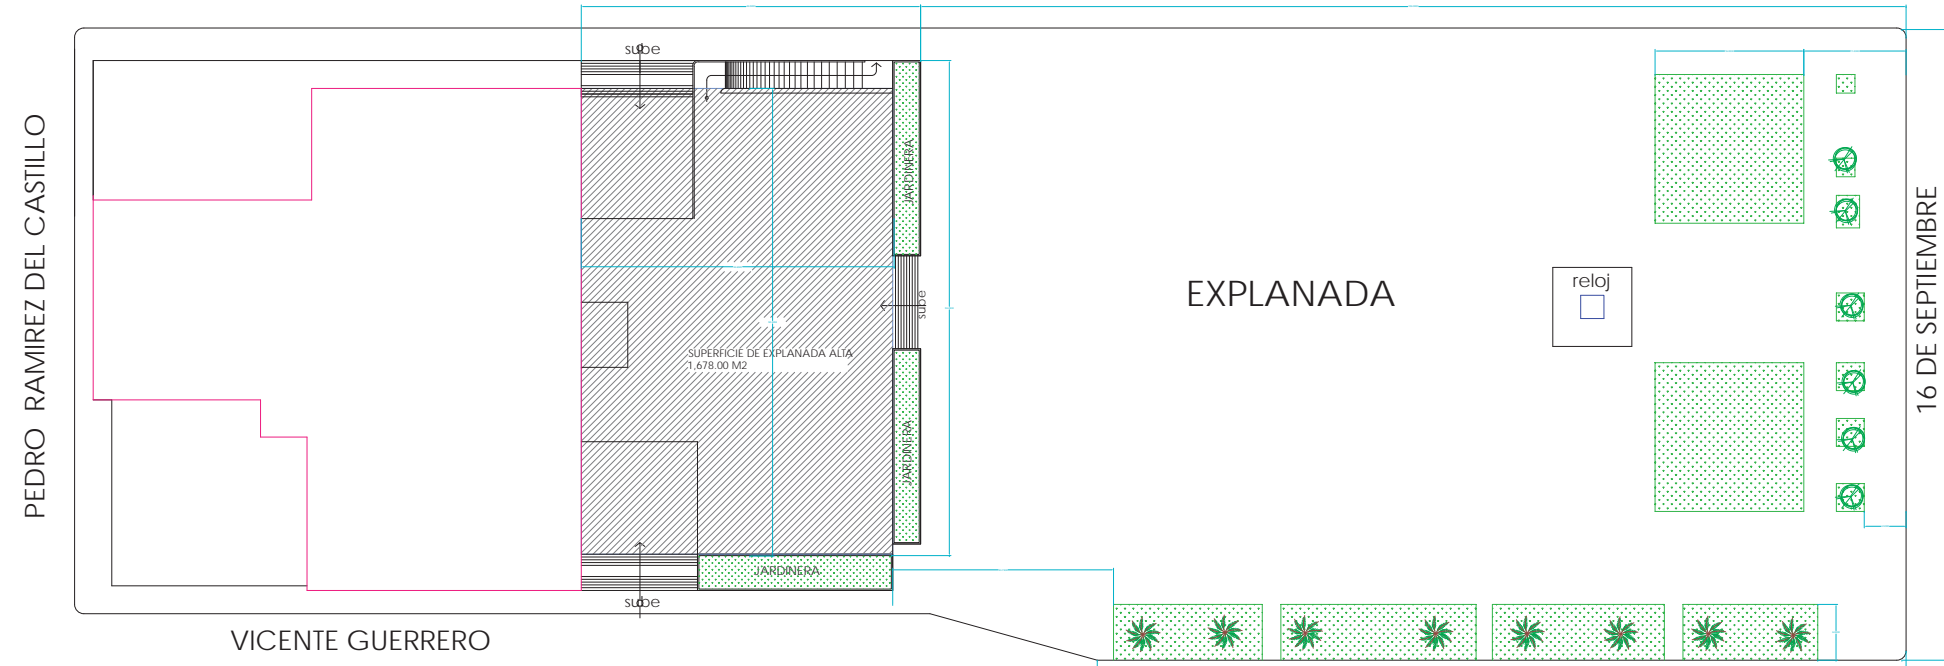 sube
PEDRO RAMIREZ DEL CASTILLO
JARDINERA
EXPLANADA
reloj
16 DE SEPTIEMBRE
sube
SUPERFICIE DE EXPLANADA ALTA
1,678.00 M2
JARDINERA
JARDINERA
sube
VICENTE GUERRERO